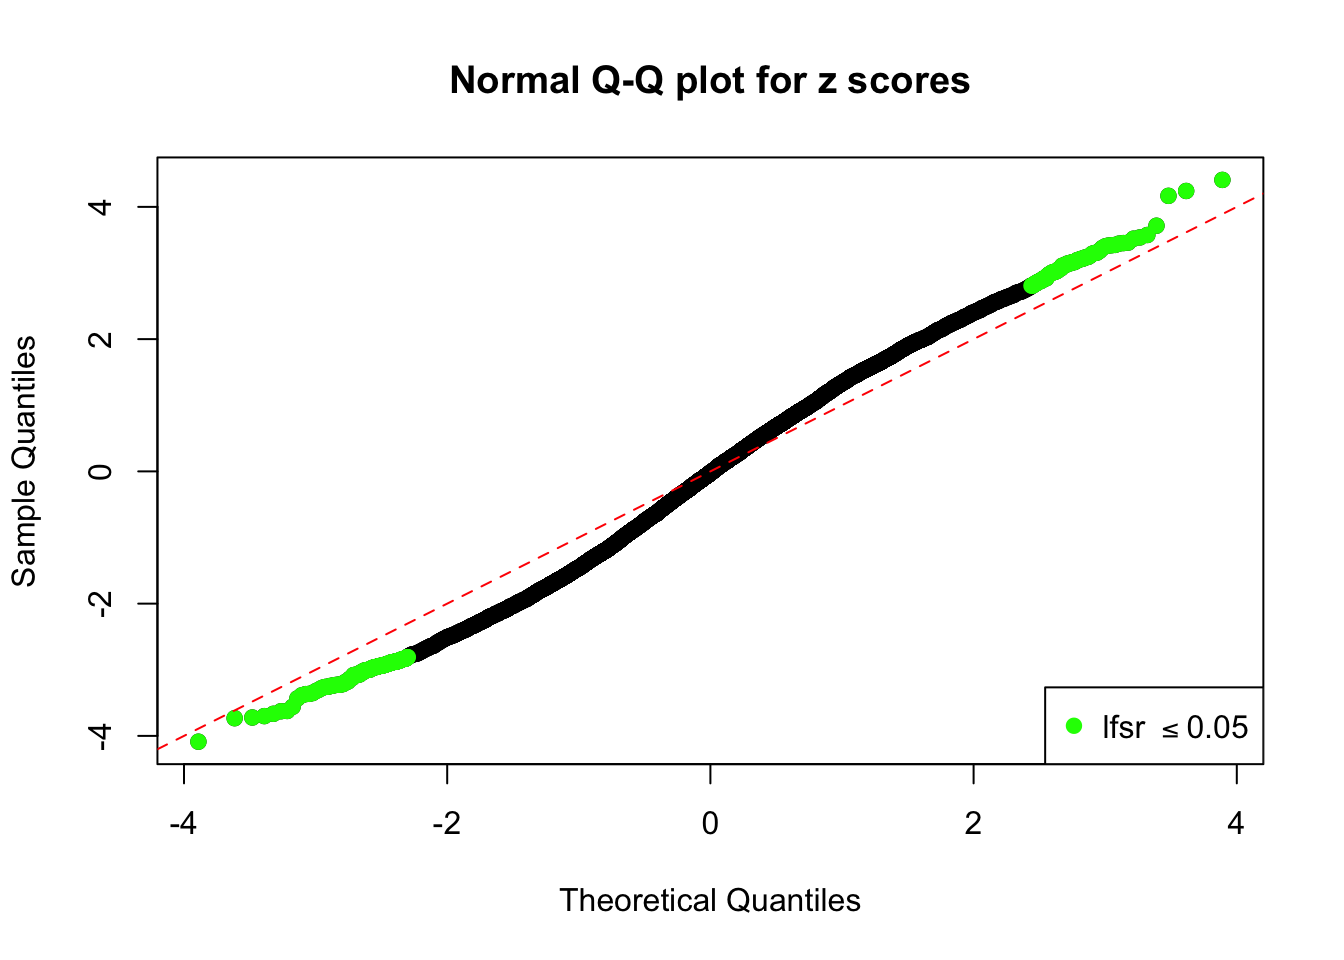 Normal Q-Q plot for z scores
Sample Quantiles
4
2
0
-2
-4
lfsr ≤ 0.05
-4
-2
0
2
4
Theoretical Quantiles